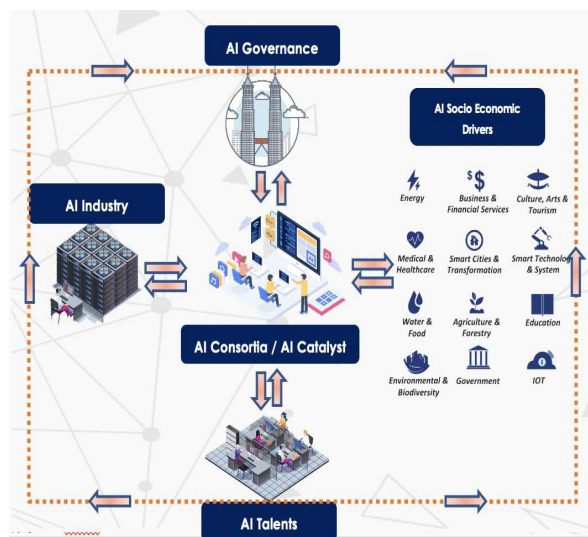 AI Governance
AI Socio Economic
Drivers
Energy
Business &
Financial Services
Culture, Arts &
Tourism
AI Industry
Medical &
Healthcare
Smart Cities &
Transformation
Smart Technology
& System
Water &
Food
Agriculture &
Forestry
Education
AI Consortia / AI Catalyst
Environmental &
Biodiversity
Government
IOT
AI Talents